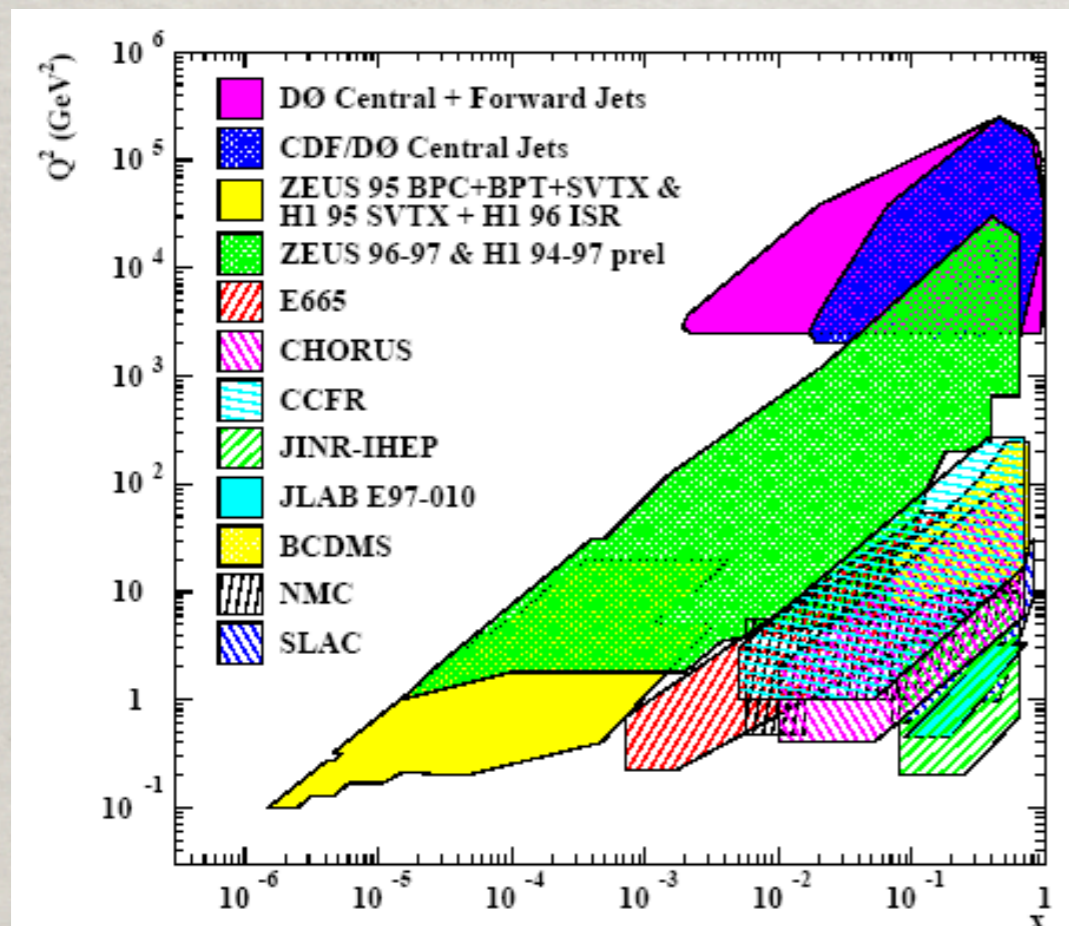 Q² (GeV²)
10⁶
10⁵
10⁴
10³
10²
10
1
10⁻¹
DØ Central + Forward Jets
CDF/DØ Central Jets
ZEUS 95 BPC+BPT+SVTX &
H1 95 SVTX + H1 96 ISR
ZEUS 96-97 & H1 94-97 prel
E665
CHORUS
CCFR
JINR-IHEP
JLAB E97-010
BCDMS
NMC
SLAC
10⁻⁶ 10⁻⁵ 10⁻⁴ 10⁻³ 10⁻² 10⁻¹ 1
x